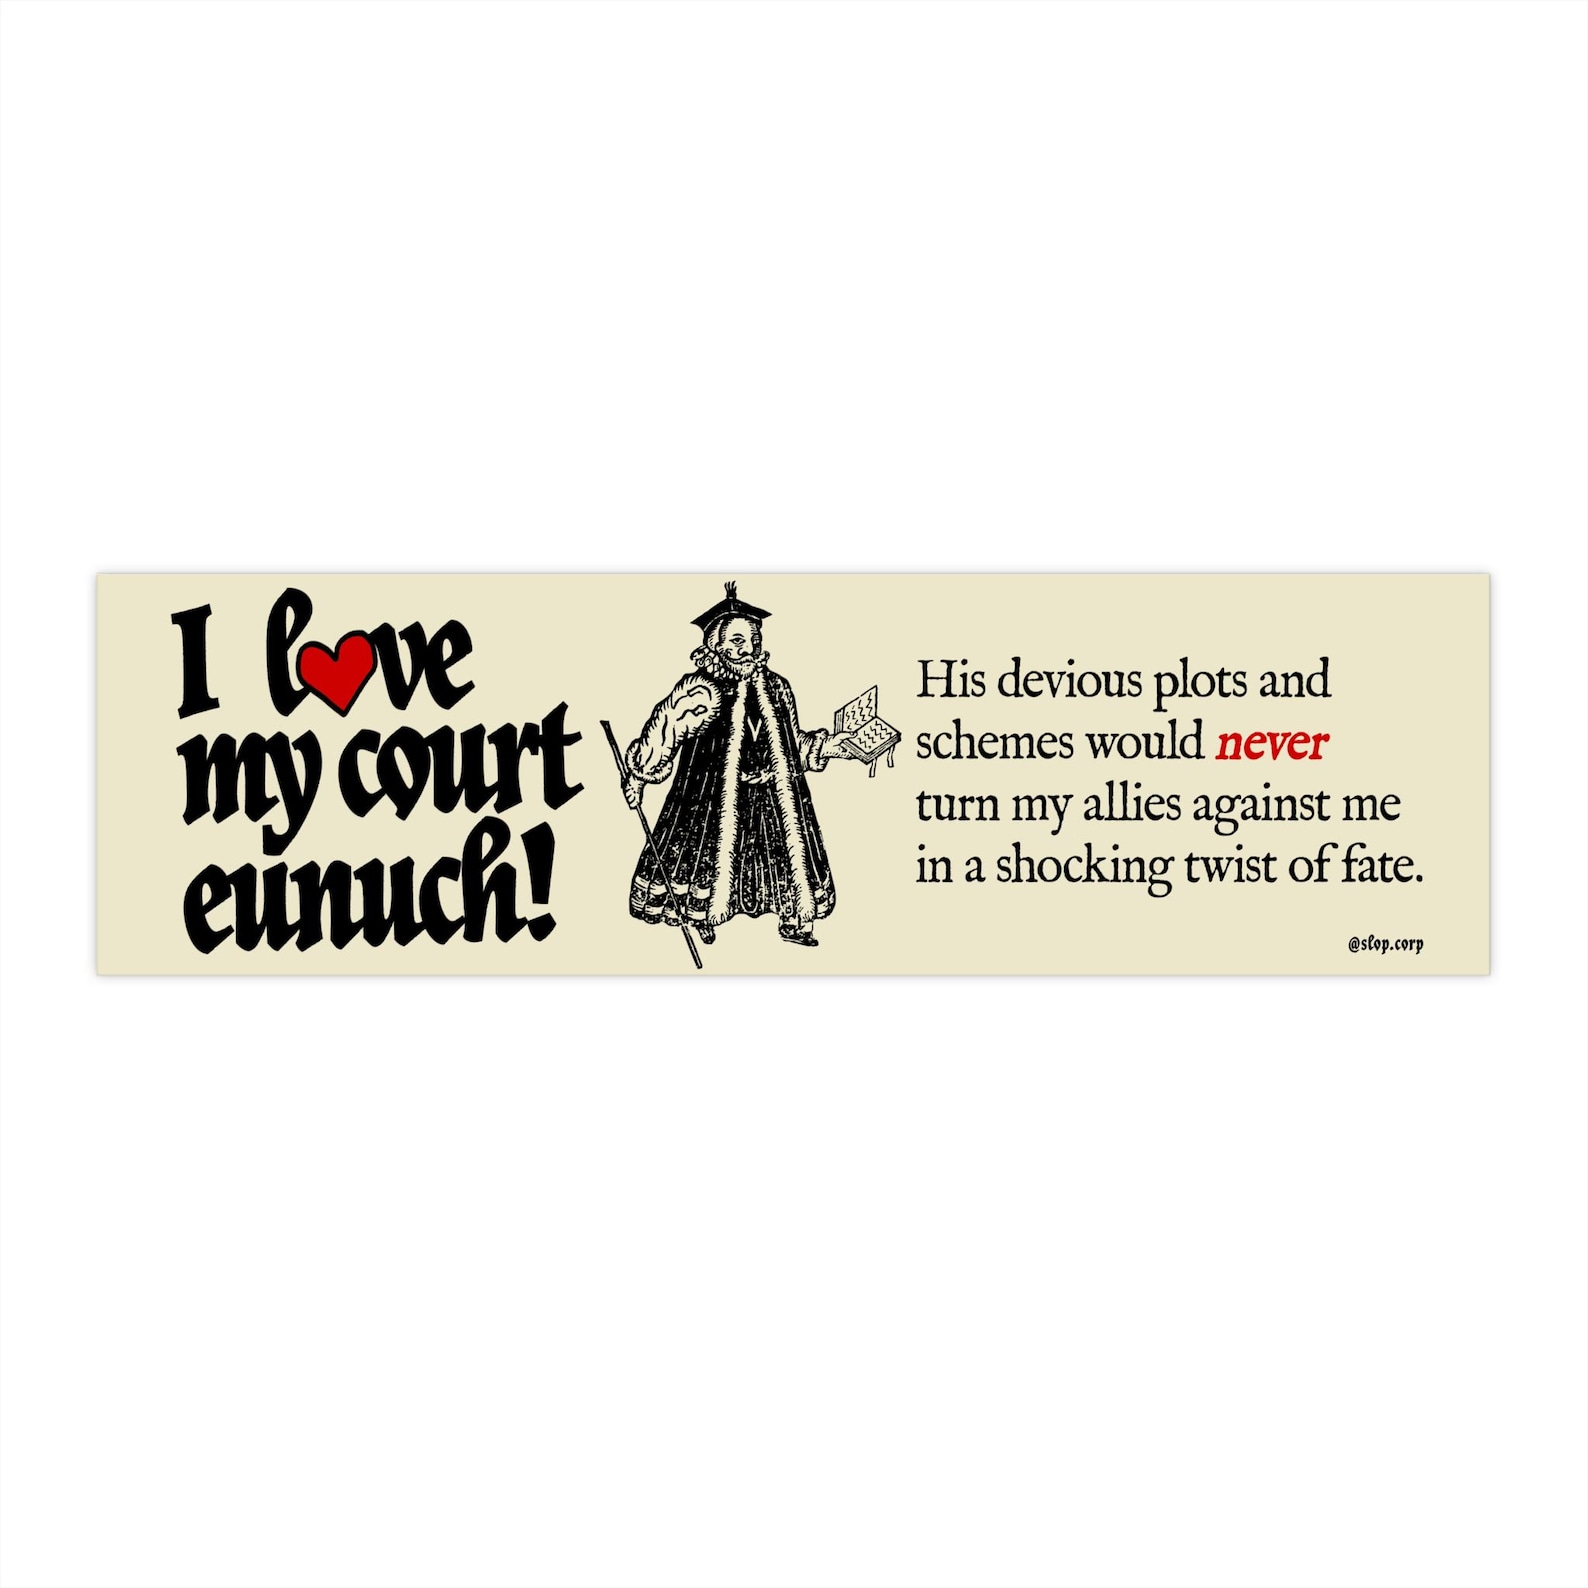 I love
my court
eunuch!
His devious plots and
schemes would never
turn my allies against me
in a shocking twist of fate.
@slop.corp